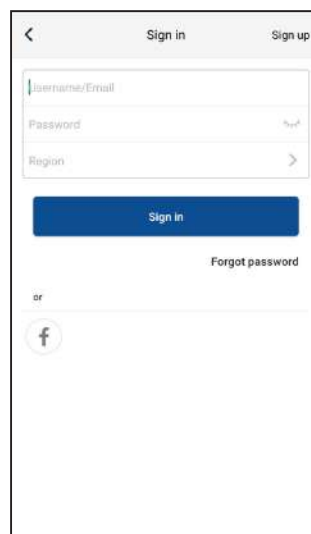 Sign in Sign up
Username/Email
Password
Region
Sign in
Forgot password
or
f